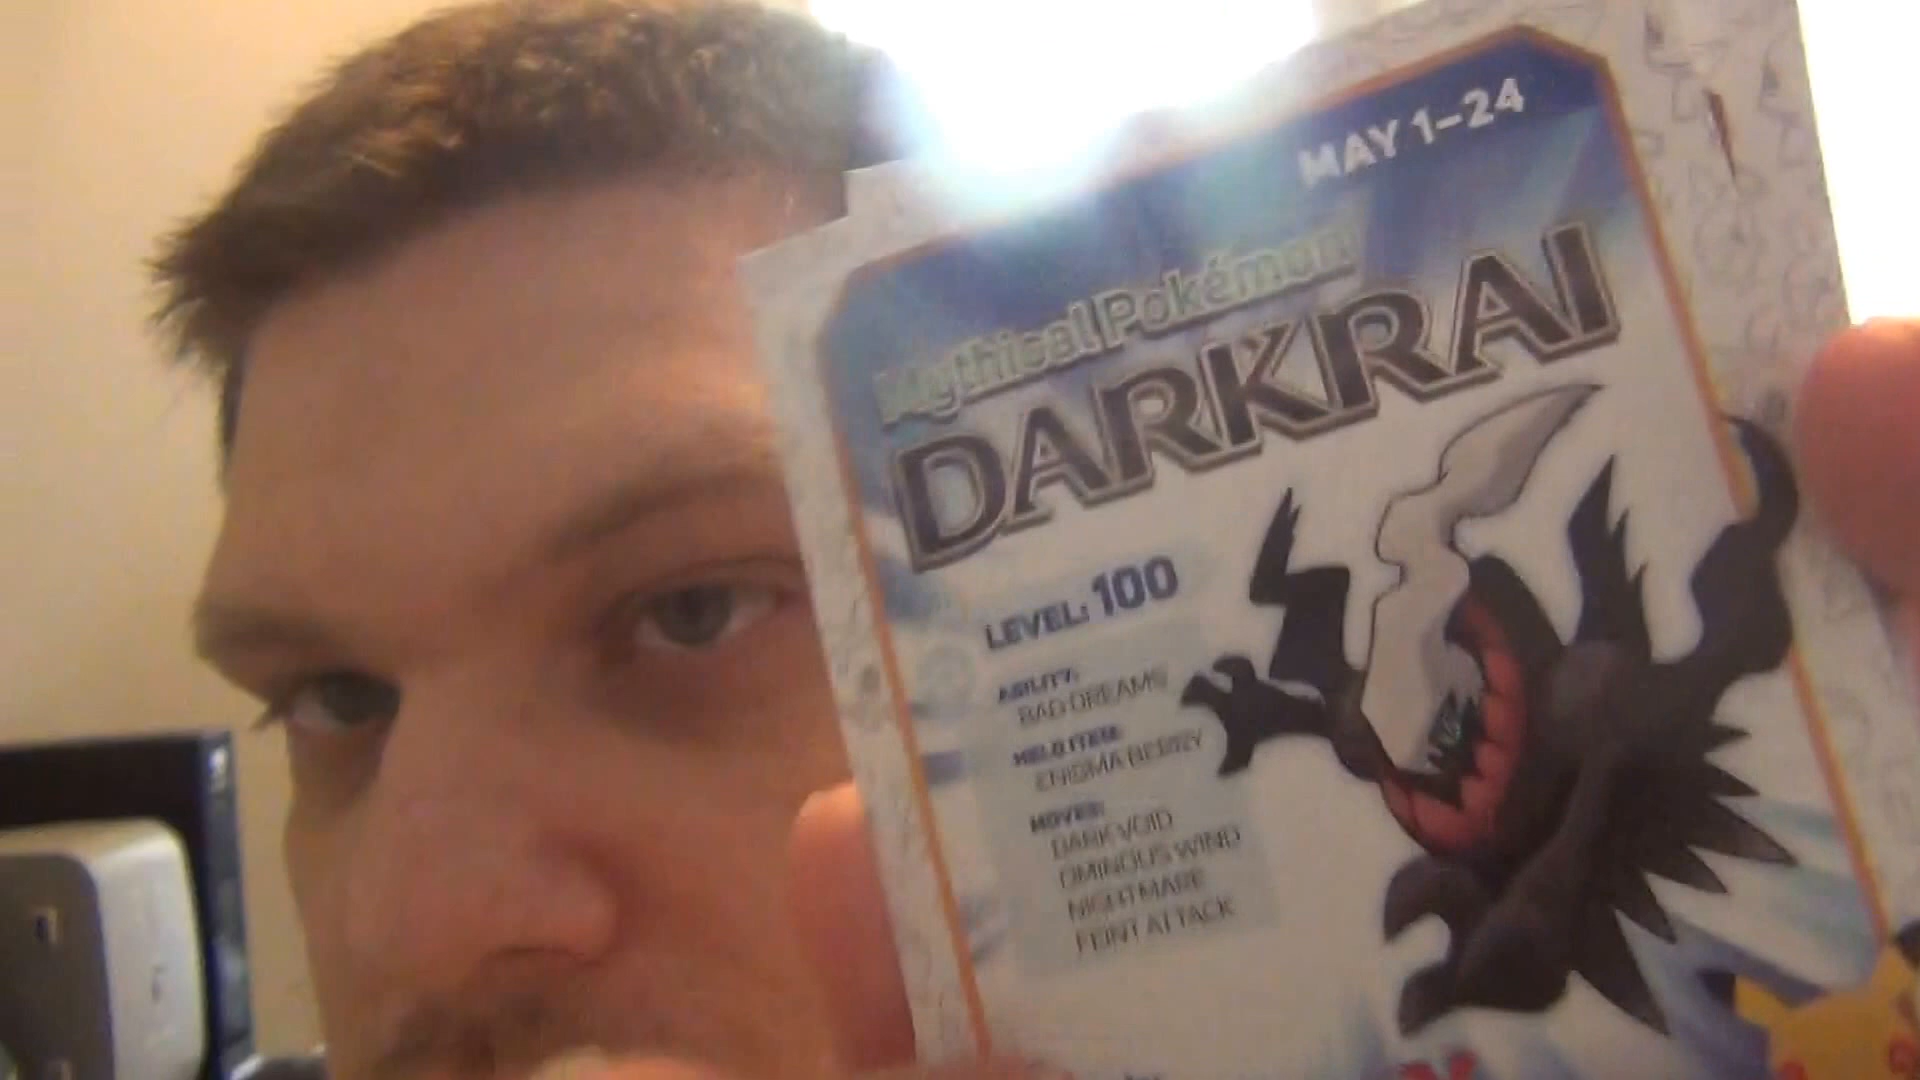 MAY 1–24
Mythical Pokémon
DARKRAI
LEVEL: 100
ABILITY:
BAD DREAMS
HELD ITEM:
ENIGMA BERRY
MOVES:
DARK VOID
OMINOUS WIND
NIGHTMARE
FEINT ATTACK